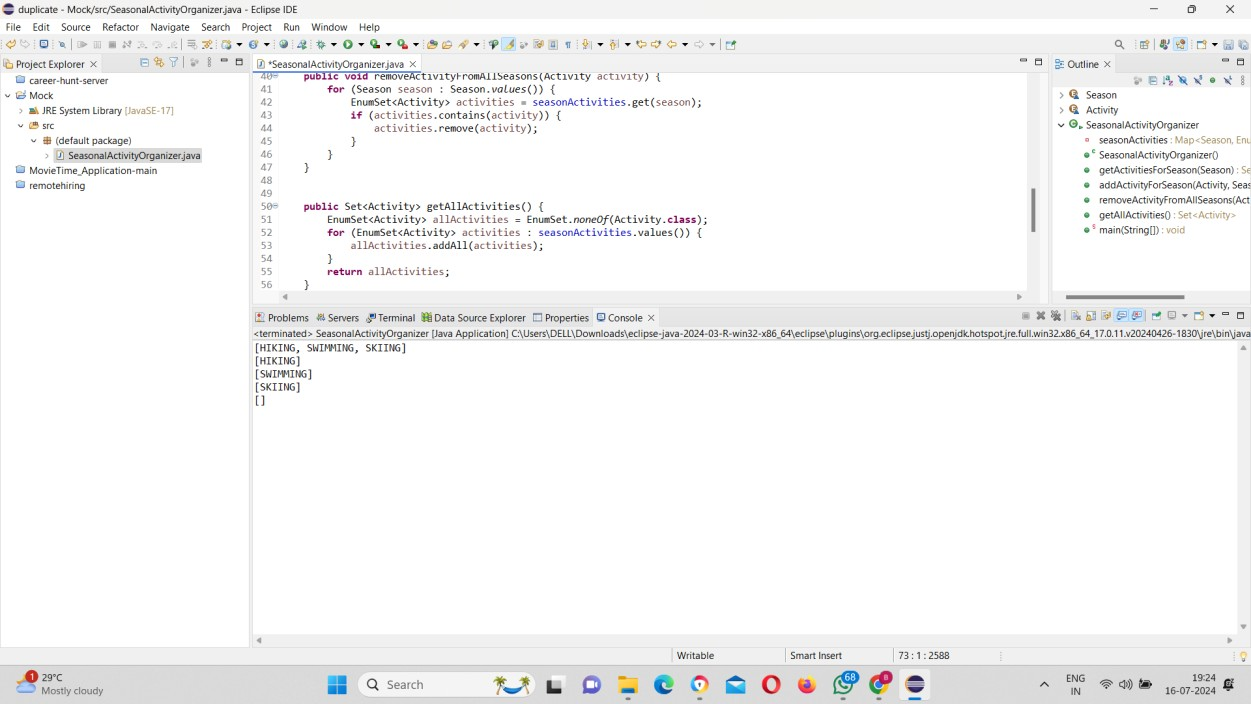 duplicate - Mock/src/SeasonalActivityOrganizer.java - Eclipse IDE
File Edit Source Refactor Navigate Search Project Run Window Help
Project Explorer
career-hunt-server
Mock
JRE System Library [JavaSE-17]
src
(default package)
SeasonalActivityOrganizer.java
MovieTime_Application-main
remotehiring
*SeasonalActivityOrganizer.java
40 public void removeActivityFromAllSeasons(Activity activity) {
41 for (Season season : Season.values()) {
42 EnumSet<Activity> activities = seasonActivities.get(season);
43 if (activities.contains(activity)) {
44 activities.remove(activity);
45 }
46 }
47 }
48
49
50 public Set<Activity> getAllActivities() {
51 EnumSet<Activity> allActivities = EnumSet.noneOf(Activity.class);
52 for (EnumSet<Activity> activities : seasonActivities.values()) {
53 allActivities.addAll(activities);
54 }
55 return allActivities;
56 }
Outline
Season
Activity
SeasonalActivityOrganizer
seasonActivities : Map<Season, Enu
SeasonalActivityOrganizer()
getActivitiesForSeason(Season) : Se
addActivityForSeason(Activity, Seas
removeActivityFromAllSeasons(Act
getAllActivities() : Set<Activity>
main(String[]) : void
Problems Servers Terminal Data Source Explorer Properties Console
<terminated> SeasonalActivityOrganizer [Java Application] C:\Users\DELL\Downloads\eclipse-java-2024-03-R-win32-x86_64\eclipse\plugins\org.eclipse.justj.openjdk.hotspot.jre.full.win32.x86_64_17.0.11.v20240426-1830\jre\bin\java
[HIKING, SWIMMING, SKIING]
[HIKING]
[SWIMMING]
[SKIING]
[]
Writable Smart Insert 73 : 1 : 2588
1
29°C
Mostly cloudy
Search
68
8
ENG
IN
19:24
16-07-2024